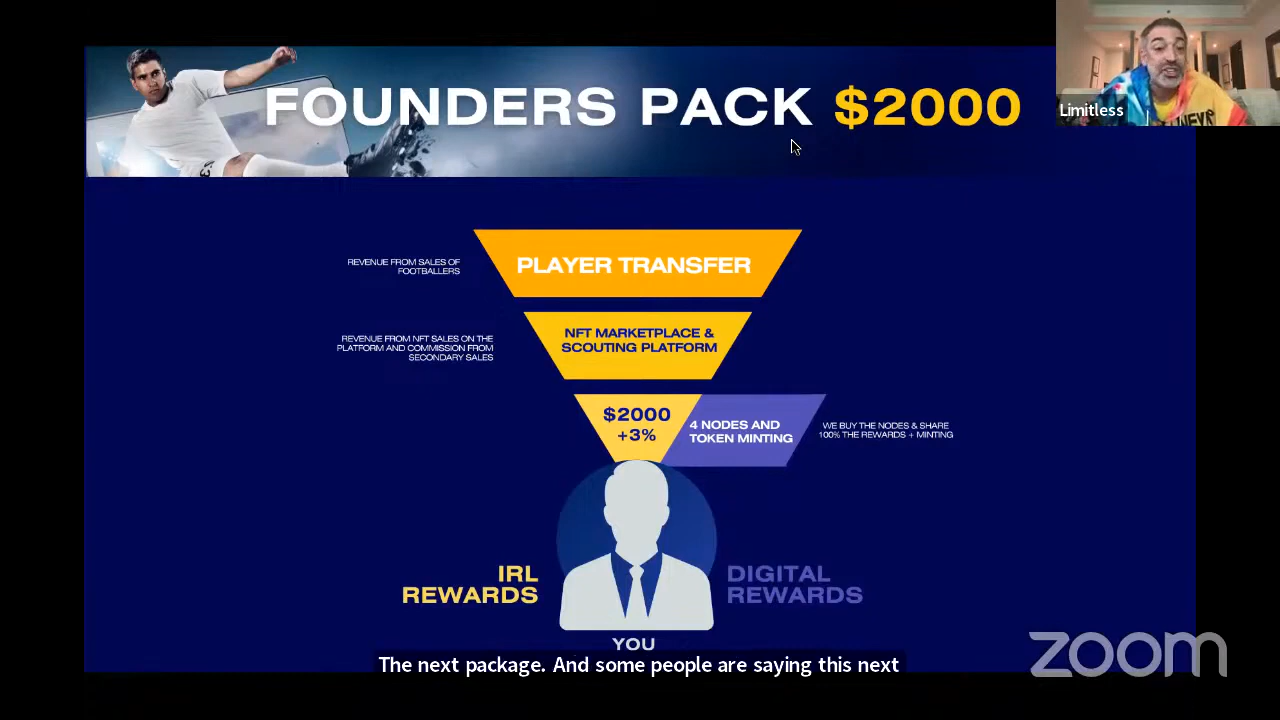 FOUNDERS PACK $2000
Limitless
REVENUE FROM SALES OF
FOOTBALLERS
PLAYER TRANSFER
REVENUE FROM NFT SALES ON THE
PLATFORM AND COMMISSION FROM
SECONDARY SALES
NFT MARKETPLACE &
SCOUTING PLATFORM
$2000
+3%
4 NODES AND
TOKEN MINTING
WE BUY THE NODES & SHARE
100% THE REWARDS + MINTING
IRL
REWARDS
DIGITAL
REWARDS
YOU
The next package. And some people are saying this next
zoom